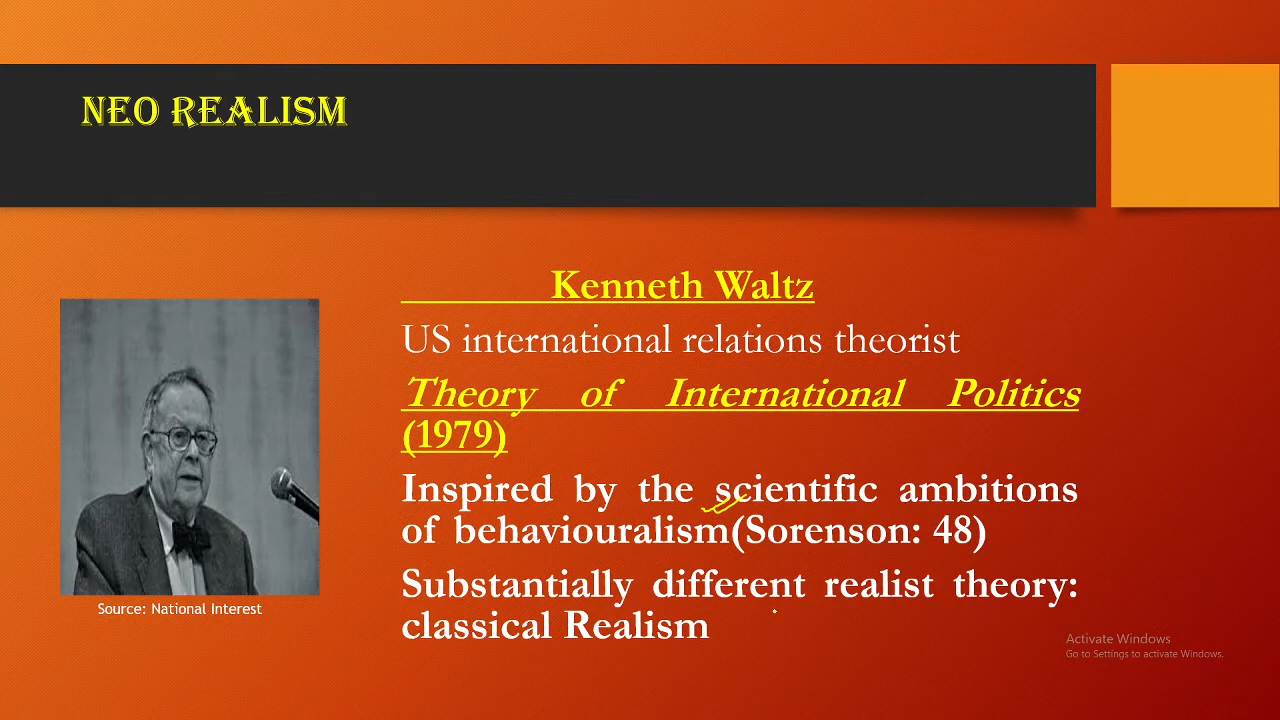 NEO REALISM
Kenneth Waltz
US international relations theorist
Theory of International Politics
(1979)
Inspired by the scientific ambitions
of behaviouralism(Sorenson: 48)
Substantially different realist theory:
classical Realism
Source: National Interest
Activate Windows
Go to Settings to activate Windows.